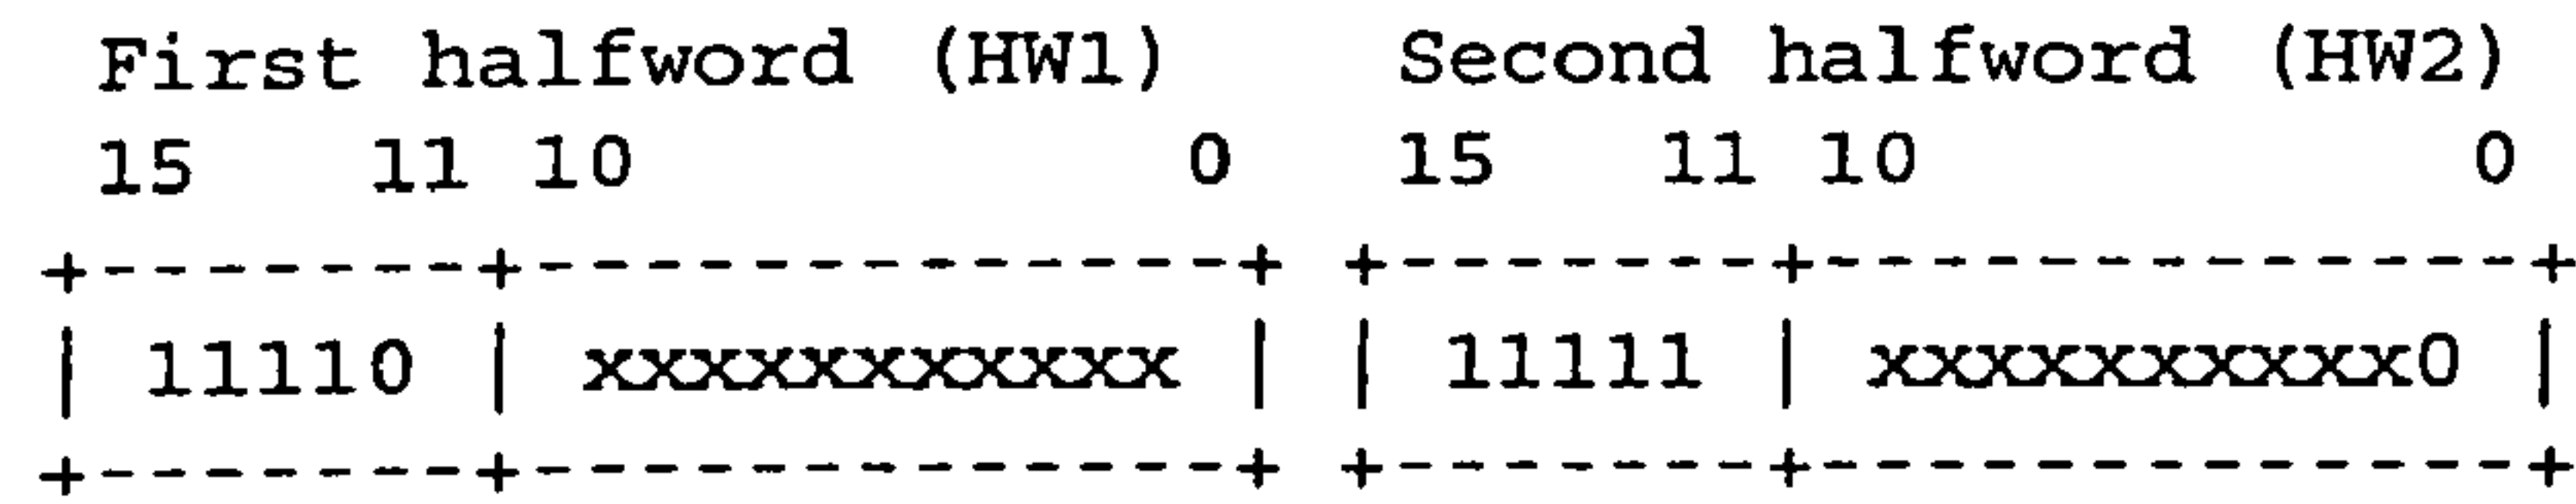 First halfword (HW1)   Second halfword (HW2)
15   11 10           0   15   11 10           0
+--------+--------------+ +--------+--------------+
| 11110 | xxxxxxxxxxx | | 11111 | xxxxxxxxxx0 |
+--------+--------------+ +--------+--------------+